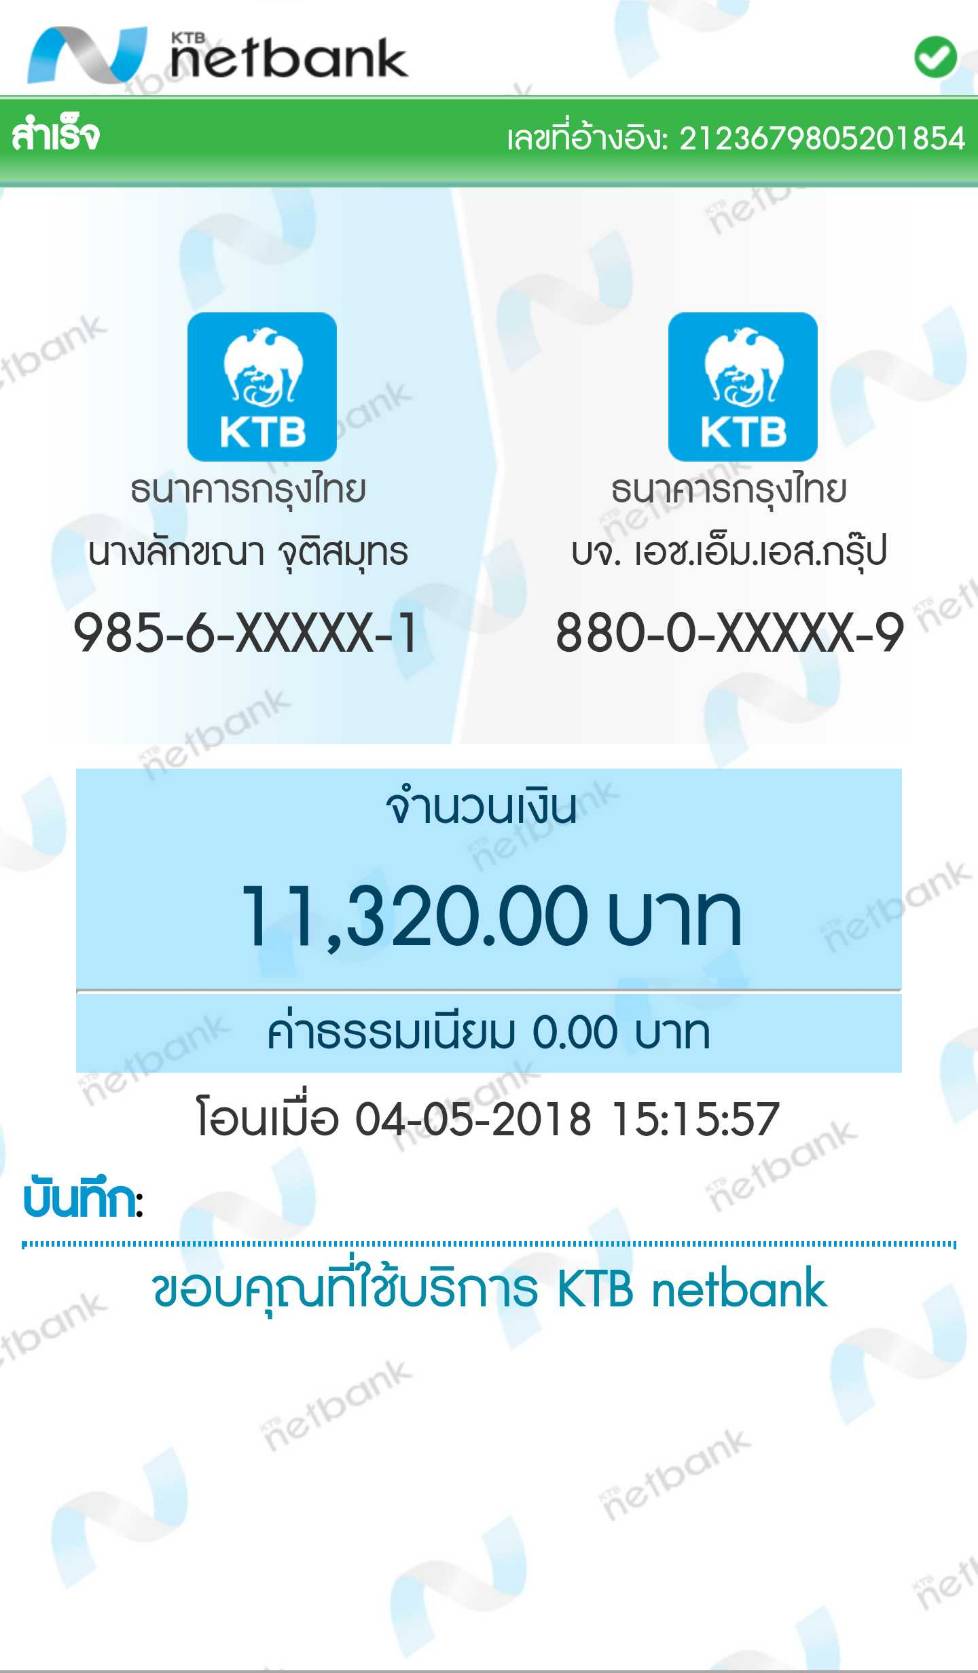 KTB
netbank
สำเร็จ
เลขที่อ้างอิง: 2123679805201854
KTB
ธนาคารกรุงไทย
นางลักขณา จุติสมุทร
985-6-XXXXX-1
KTB
ธนาคารกรุงไทย
บจ. เอช.เอ็ม.เอส.กรุ๊ป
880-0-XXXXX-9
จำนวนเงิน
11,320.00 บาท
ค่าธรรมเนียม 0.00 บาท
โอนเมื่อ 04-05-2018 15:15:57
บันทึก:
ขอบคุณที่ใช้บริการ KTB netbank